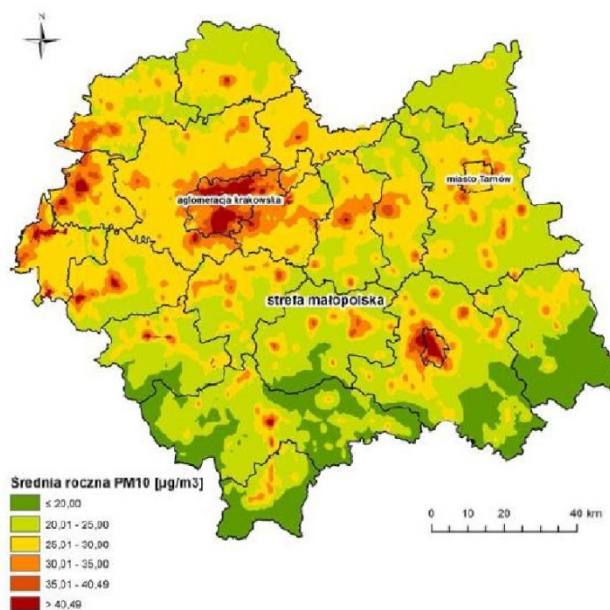 N
aglomeracja krakowska
miasto Tarnów
strefa małopolska
Średnia roczna PM10 [µg/m3]
≤ 20,00
20,01 - 25,00
25,01 - 30,00
30,01 - 35,00
35,01 - 40,49
> 40,49
0 10 20 40 km